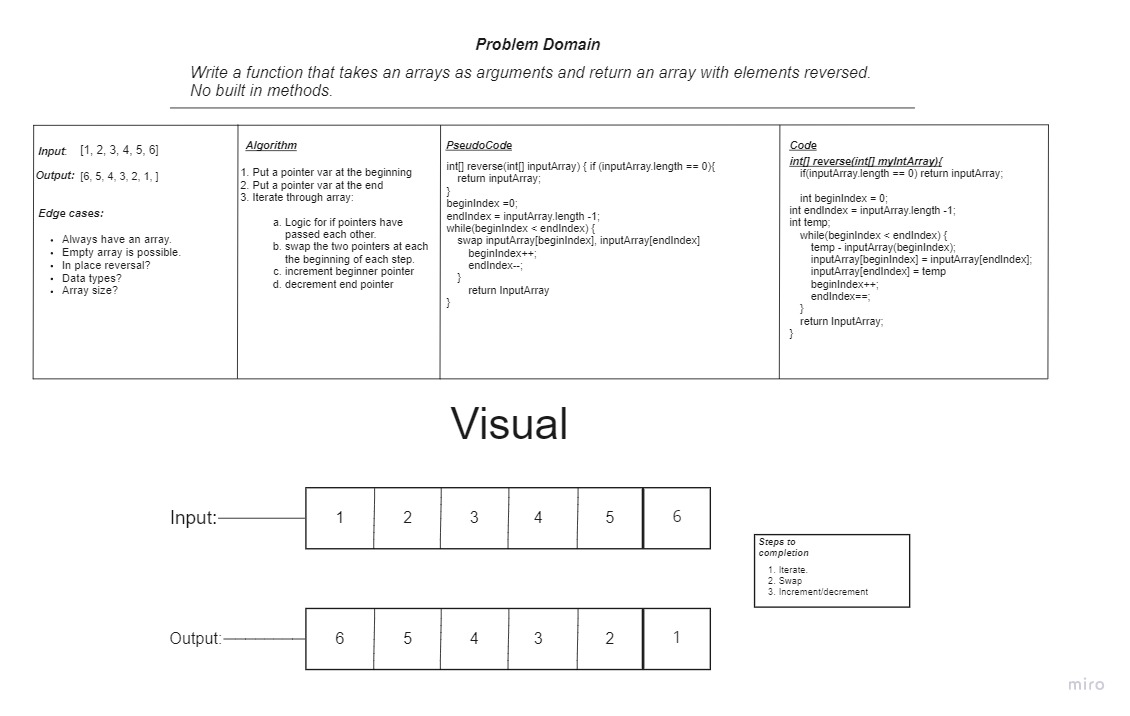 Problem Domain
Write a function that takes an arrays as arguments and return an array with elements reversed.
No built in methods.
Input: [1, 2, 3, 4, 5, 6]
Output: [6, 5, 4, 3, 2, 1, ]
Edge cases:
• Always have an array.
• Empty array is possible.
• In place reversal?
• Data types?
• Array size?
Algorithm
1. Put a pointer var at the beginning
2. Put a pointer var at the end
3. Iterate through array:
a. Logic for if pointers have
passed each other.
b. swap the two pointers at each
the beginning of each step.
c. increment beginner pointer
d. decrement end pointer
PseudoCode
int[] reverse(int[] inputArray) { if (inputArray.length == 0){
return inputArray;
}
beginIndex =0;
endIndex = inputArray.length -1;
while(beginIndex < endIndex) {
swap inputArray[beginIndex], inputArray[endIndex]
beginIndex++;
endIndex--;
}
return InputArray
}
Code
int[] reverse(int[] myIntArray){
if(inputArray.length == 0) return inputArray;
int beginIndex = 0;
int endIndex = inputArray.length -1;
int temp;
while(beginIndex < endIndex) {
temp - inputArray(beginIndex);
inputArray[beginIndex] = inputArray[endIndex];
inputArray[endIndex] = temp
beginIndex++;
endIndex==;
}
return InputArray;
}
Visual
Input: 1 2 3 4 5 6
Steps to
completion
1. Iterate.
2. Swap
3. Increment/decrement
Output: 6 5 4 3 2 1
miro